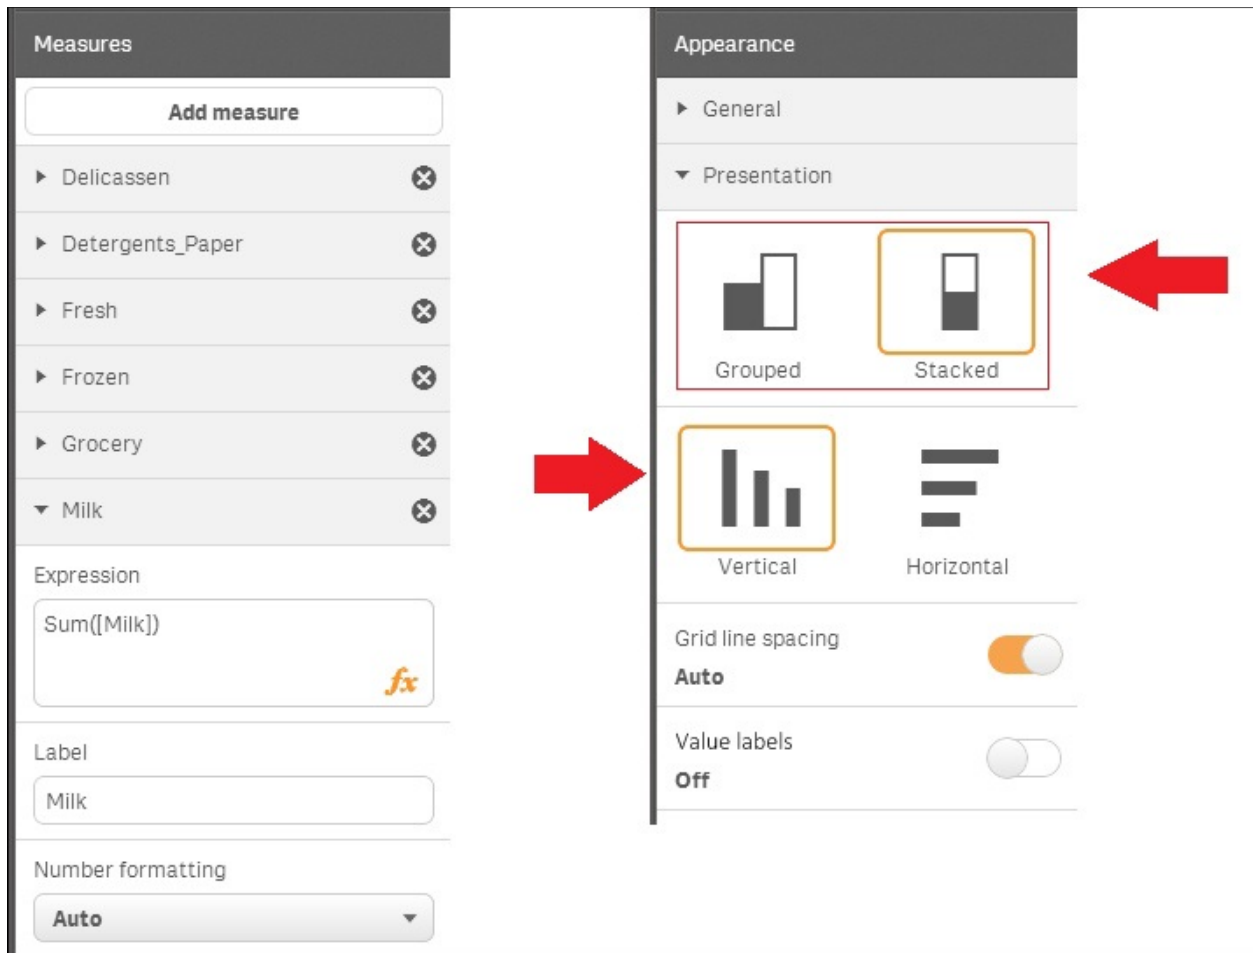 Measures
Add measure
Delicassen
Detergents_Paper
Fresh
Frozen
Grocery
Milk
Expression
Sum([Milk])
fx
Label
Milk
Number formatting
Auto
Appearance
General
Presentation
Grouped Stacked
Vertical Horizontal
Grid line spacing
Auto
Value labels
Off